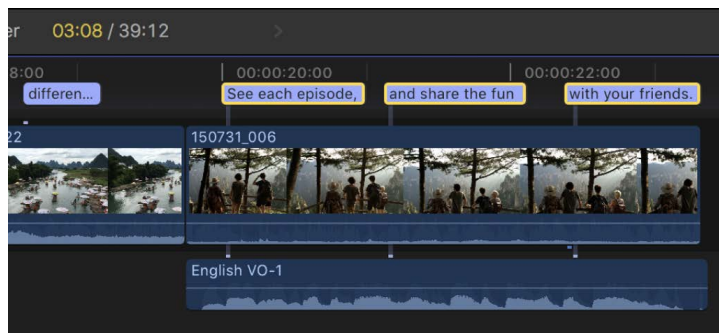 er 03:08 / 39:12
8:00 00:00:20:00 00:00:22:00
differen... See each episode, and share the fun with your friends.
22 150731_006
English VO-1